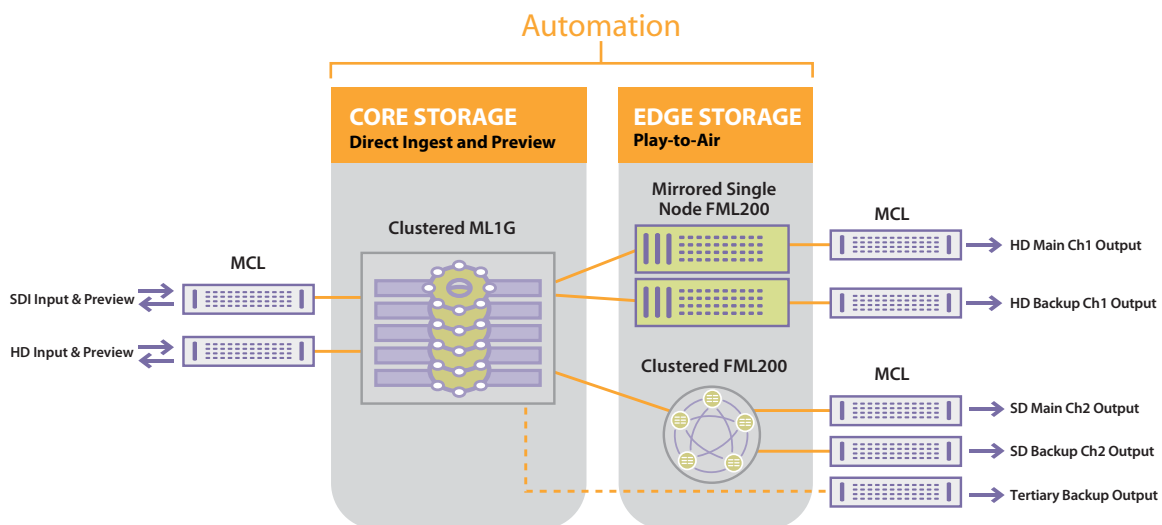 Automation
CORE STORAGE
Direct Ingest and Preview
EDGE STORAGE
Play-to-Air
Clustered ML1G
Mirrored Single
Node FML200
MCL
SDI Input & Preview
HD Input & Preview
MCL
HD Main Ch1 Output
HD Backup Ch1 Output
Clustered FML200
MCL
SD Main Ch2 Output
SD Backup Ch2 Output
Tertiary Backup Output